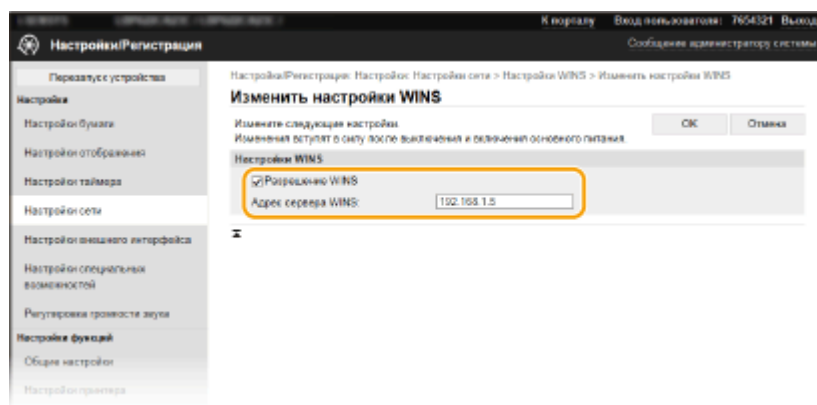 К порталу Вход пользователя: 7654321 Выход
Настройки/Регистрация
Сообщение администратору системы
Перезапуск устройства
Настройки
Настройки бумаги
Настройки отображения
Настройки таймера
Настройки сети
Настройки внешнего интерфейса
Настройки специальных
возможностей
Регулировка громкости звука
Настройки функций
Общие настройки
Настройки принтера
Настройки/Регистрация: Настройки: Настройки сети > Настройки WINS > Изменить настройки WINS
Изменить настройки WINS
Измените следующие настройки.
Изменения вступят в силу после выключения и включения основного питания.
OK Отмена
Настройки WINS
Разрешение WINS
Адрес сервера WINS: 192.168.1.5